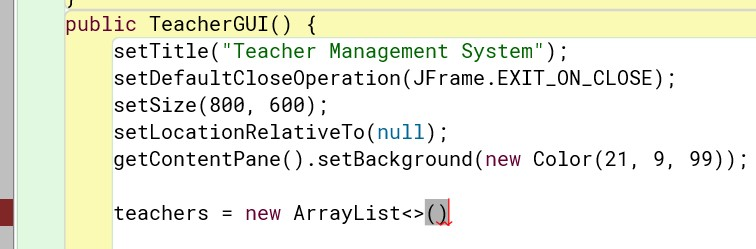 }
public TeacherGUI() {
setTitle("Teacher Management System");
setDefaultCloseOperation(JFrame.EXIT_ON_CLOSE);
setSize(800, 600);
setLocationRelativeTo(null);
getContentPane().setBackground(new Color(21, 9, 99));
teachers = new ArrayList<>()